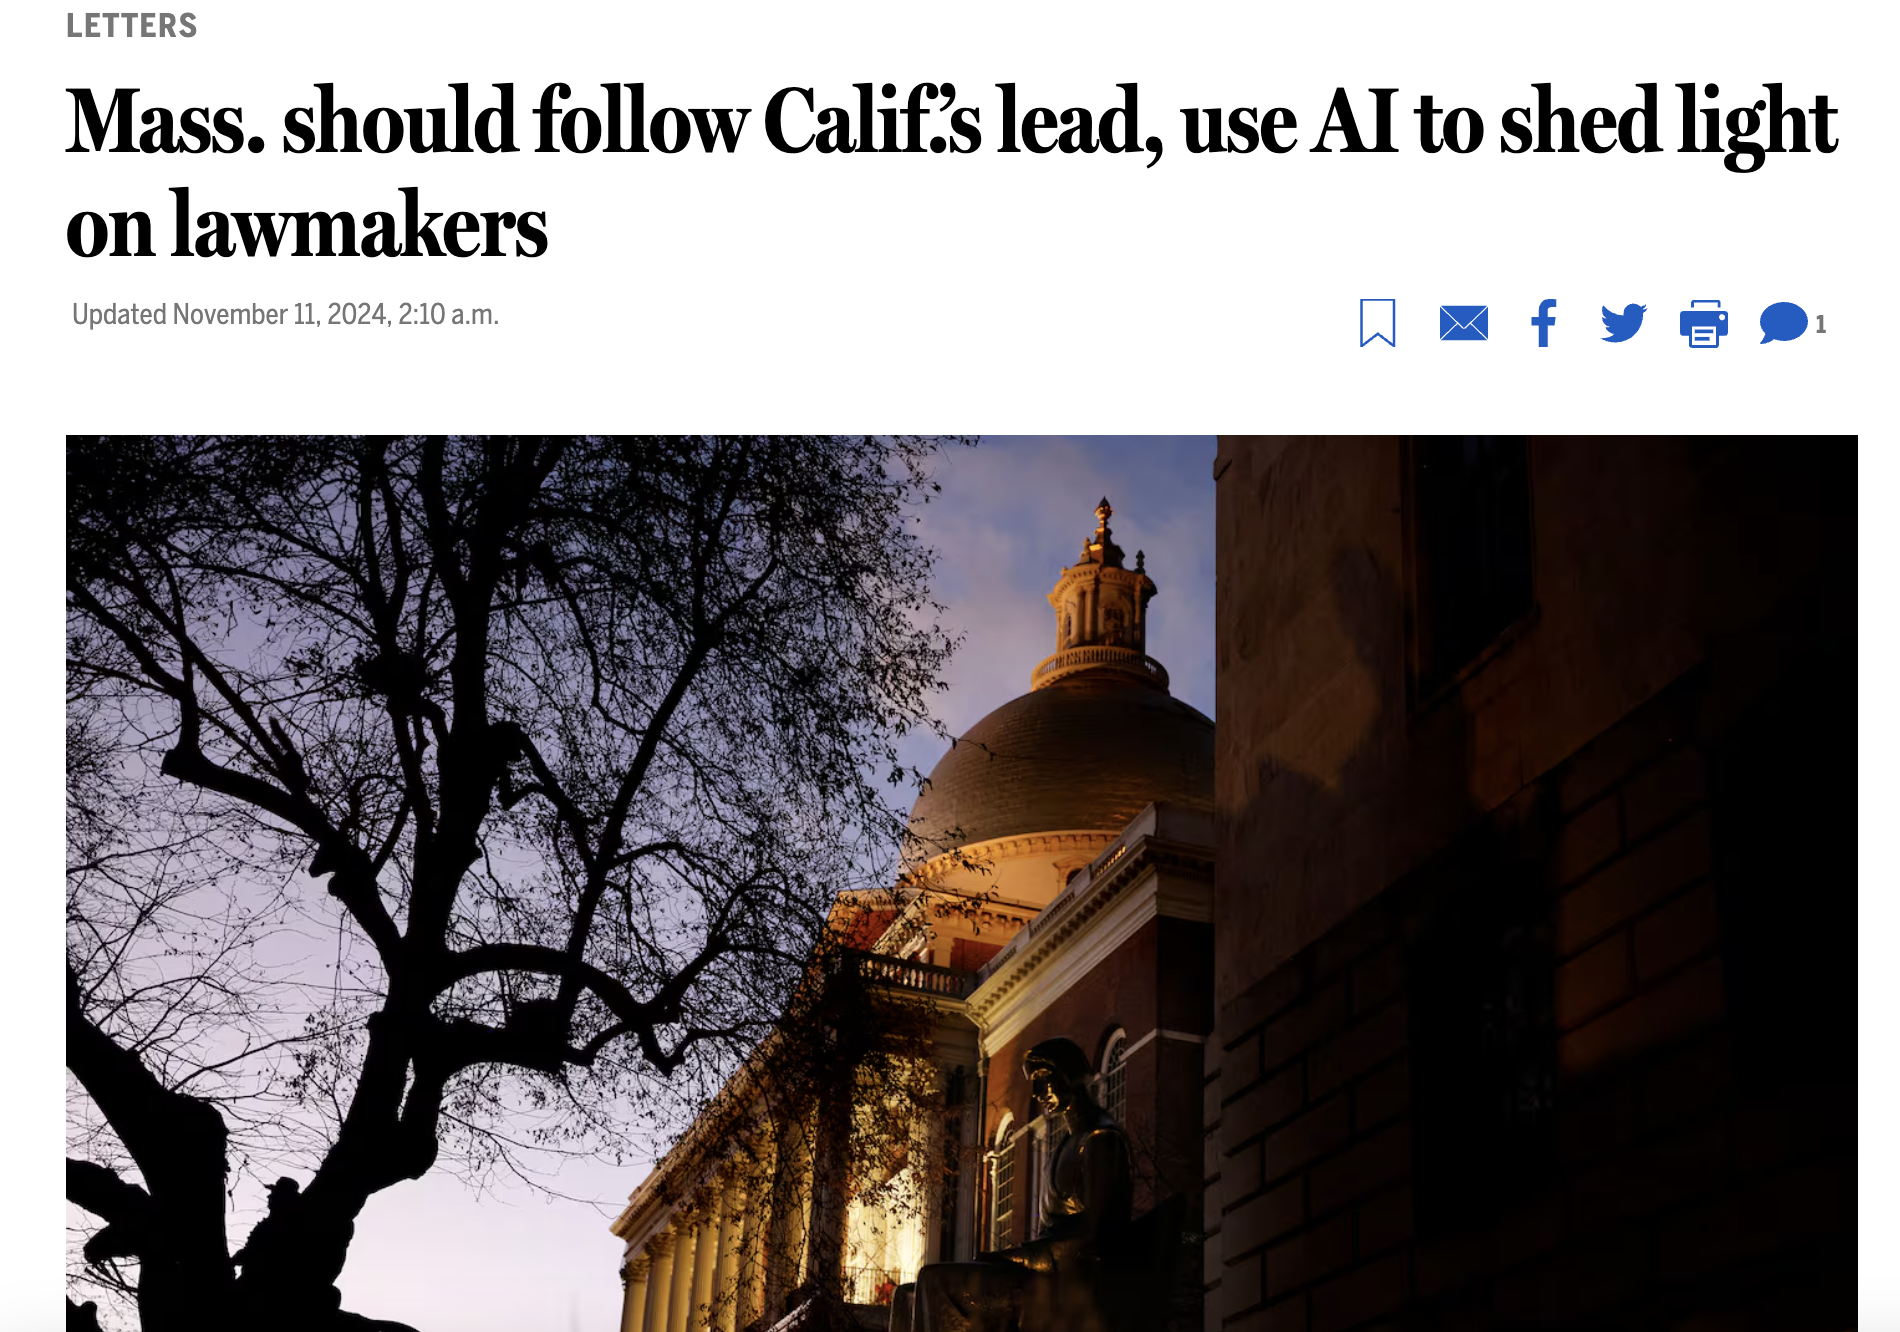 LETTERS
Mass. should follow Calif.'s lead, use AI to shed light
on lawmakers
Updated November 11, 2024, 2:10 a.m.
1